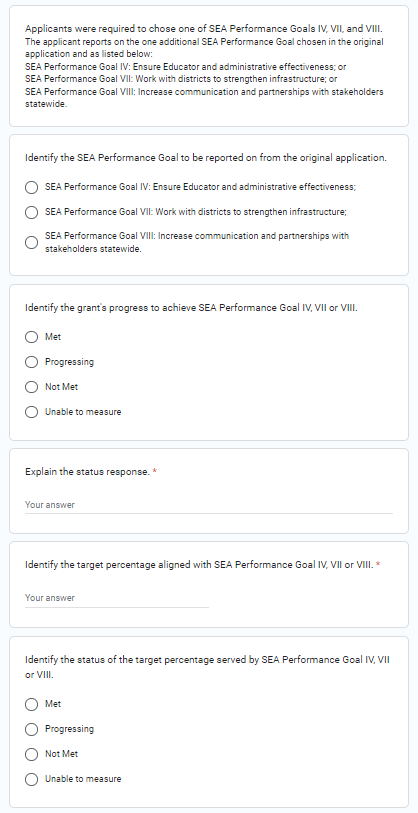 Applicants were required to chose one of SEA Performance Goals IV, VII, and VIII.
The applicant reports on the one additional SEA Performance Goal chosen in the original
application and as listed below:
SEA Performance Goal IV: Ensure Educator and administrative effectiveness; or
SEA Performance Goal VII: Work with districts to strengthen infrastructure; or
SEA Performance Goal VIII: Increase communication and partnerships with stakeholders
statewide.
Identify the SEA Performance Goal to be reported on from the original application.
SEA Performance Goal IV: Ensure Educator and administrative effectiveness;
SEA Performance Goal VII: Work with districts to strengthen infrastructure;
SEA Performance Goal VIII: Increase communication and partnerships with
stakeholders statewide.
Identify the grant's progress to achieve SEA Performance Goal IV, VII or VIII.
Met
Progressing
Not Met
Unable to measure
Explain the status response. *
Your answer
Identify the target percentage aligned with SEA Performance Goal IV, VII or VIII. *
Your answer
Identify the status of the target percentage served by SEA Performance Goal IV, VII
or VIII.
Met
Progressing
Not Met
Unable to measure